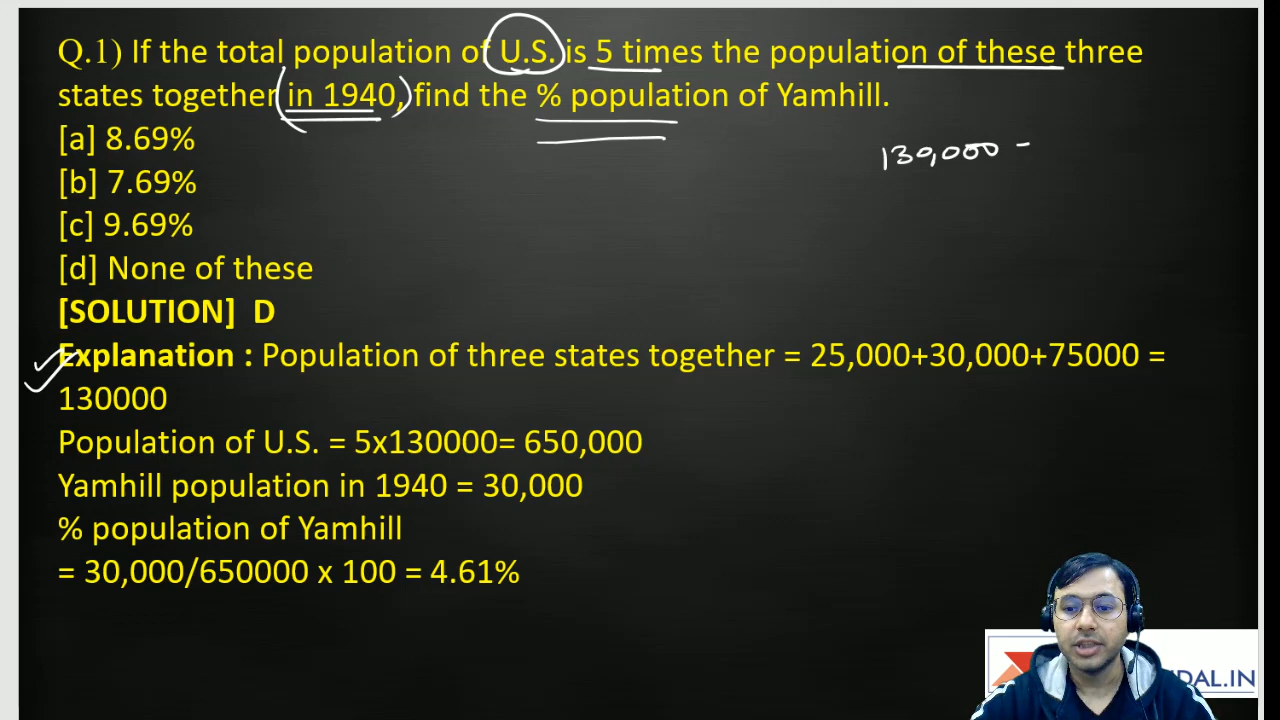 Q.1) If the total population of U.S. is 5 times the population of these three
states together in 1940, find the % population of Yamhill.
[a] 8.69%
[b] 7.69%
[c] 9.69%
[d] None of these
130,000 -
[SOLUTION] D
Explanation : Population of three states together = 25,000+30,000+75000 =
130000
Population of U.S. = 5x130000= 650,000
Yamhill population in 1940 = 30,000
% population of Yamhill
= 30,000/650000 x 100 = 4.61%
DAL.IN